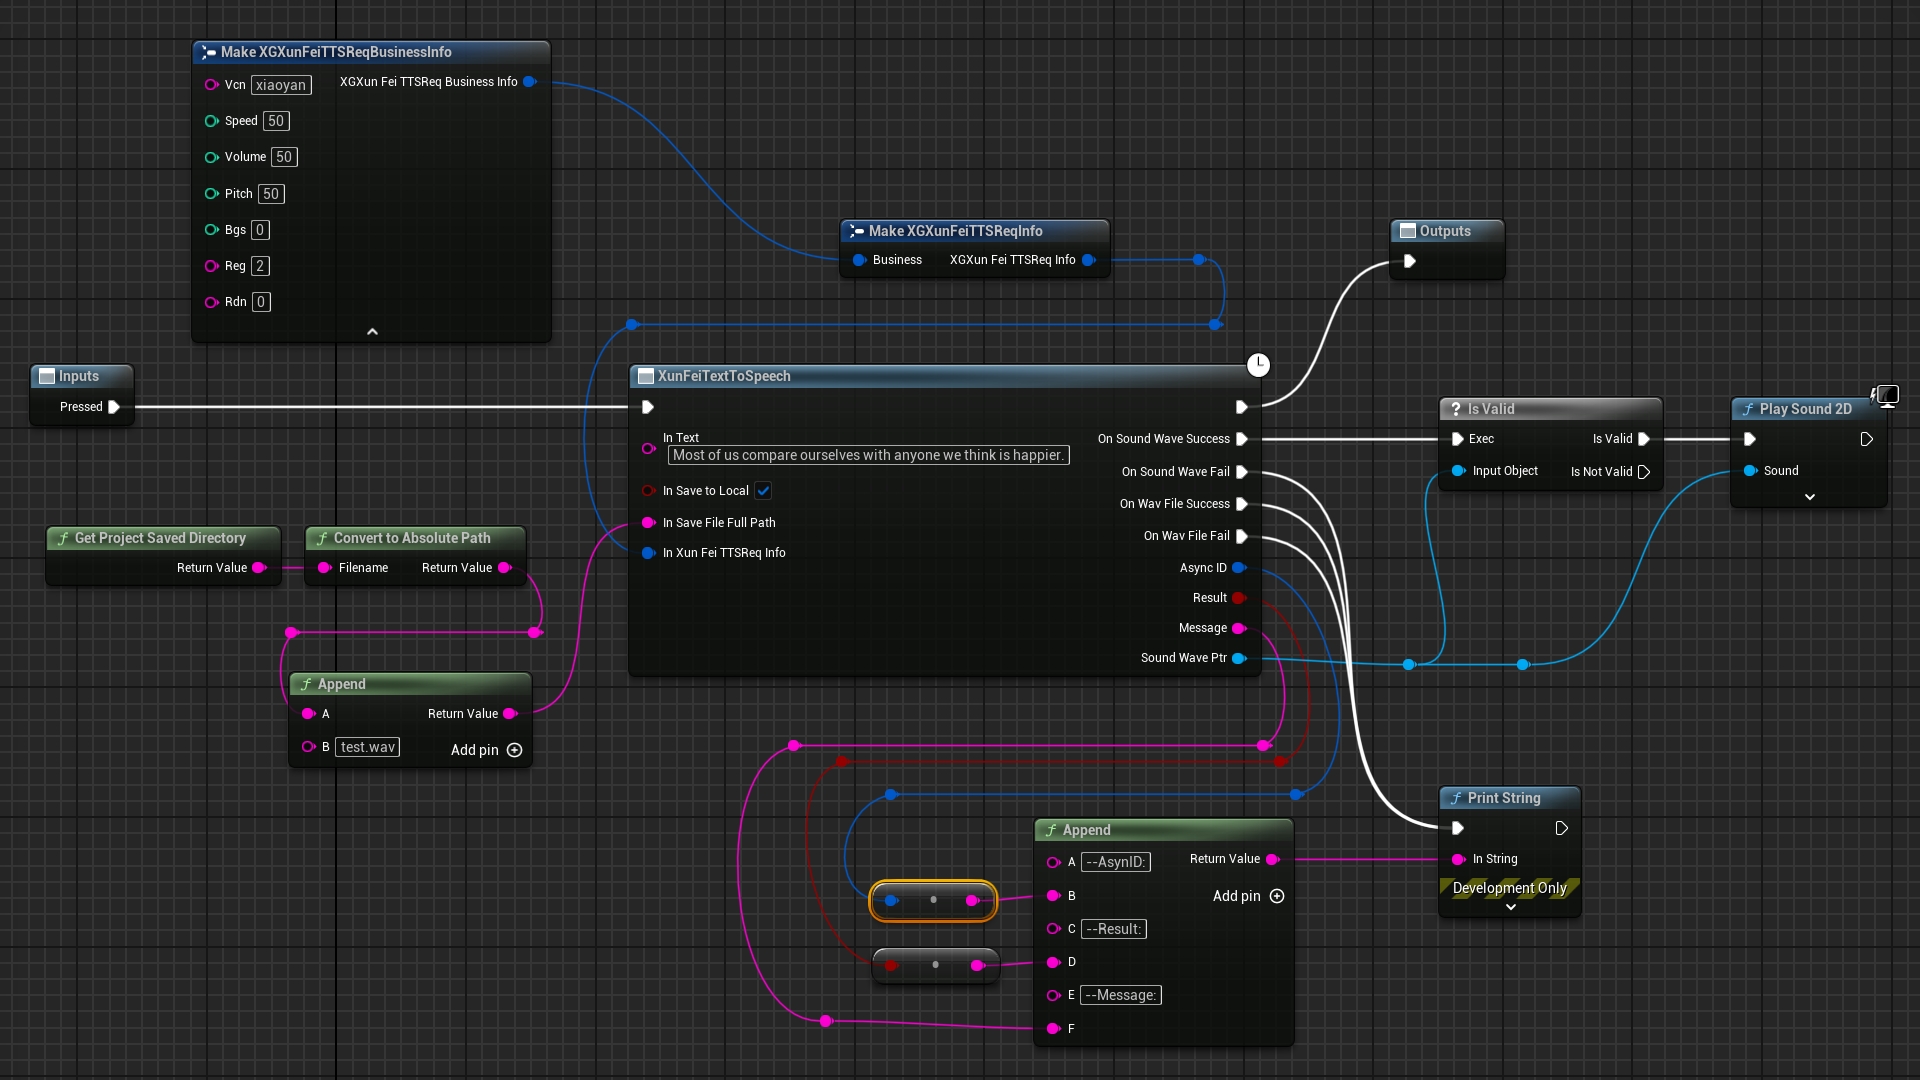 Make XGXunFeiTTSReqBusinessInfo
Vcn xiaoyan XGXun Fei TTSReq Business Info
Speed 50
Volume 50
Pitch 50
Bgs 0
Reg 2
Rdn 0
Make XGXunFeiTTSReqInfo
Business XGXun Fei TTSReq Info
Outputs
Inputs
Pressed
XunFeiTextToSpeech
In Text
Most of us compare ourselves with anyone we think is happier.
In Save to Local
In Save File Full Path
In Xun Fei TTSReq Info
On Sound Wave Success
On Sound Wave Fail
On Wav File Success
On Wav File Fail
Async ID
Result
Message
Sound Wave Ptr
? Is Valid
Exec Is Valid
Input Object Is Not Valid
f Play Sound 2D
Sound
f Get Project Saved Directory
Return Value
f Convert to Absolute Path
Filename Return Value
f Append
A Return Value
B test.wav Add pin
f Append
A --AsynID: Return Value
B Add pin
C --Result:
D
E --Message:
F
f Print String
In String
Development Only